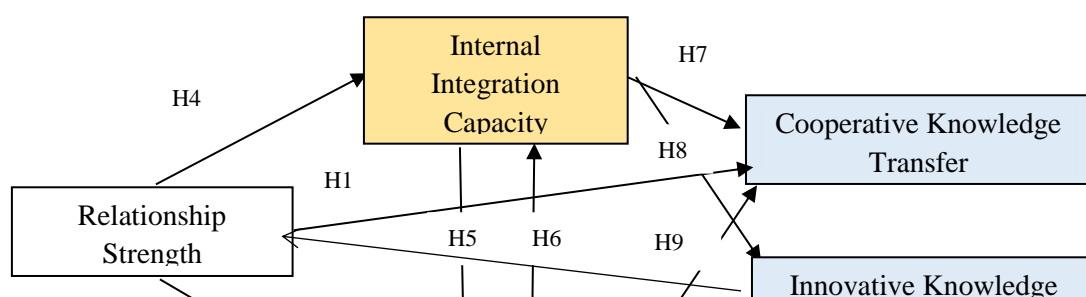 Internal
Integration
Capacity
H7
H4
Cooperative Knowledge
Transfer
H8
H1
Relationship
Strength
H5
H6
H9
Innovative Knowledge